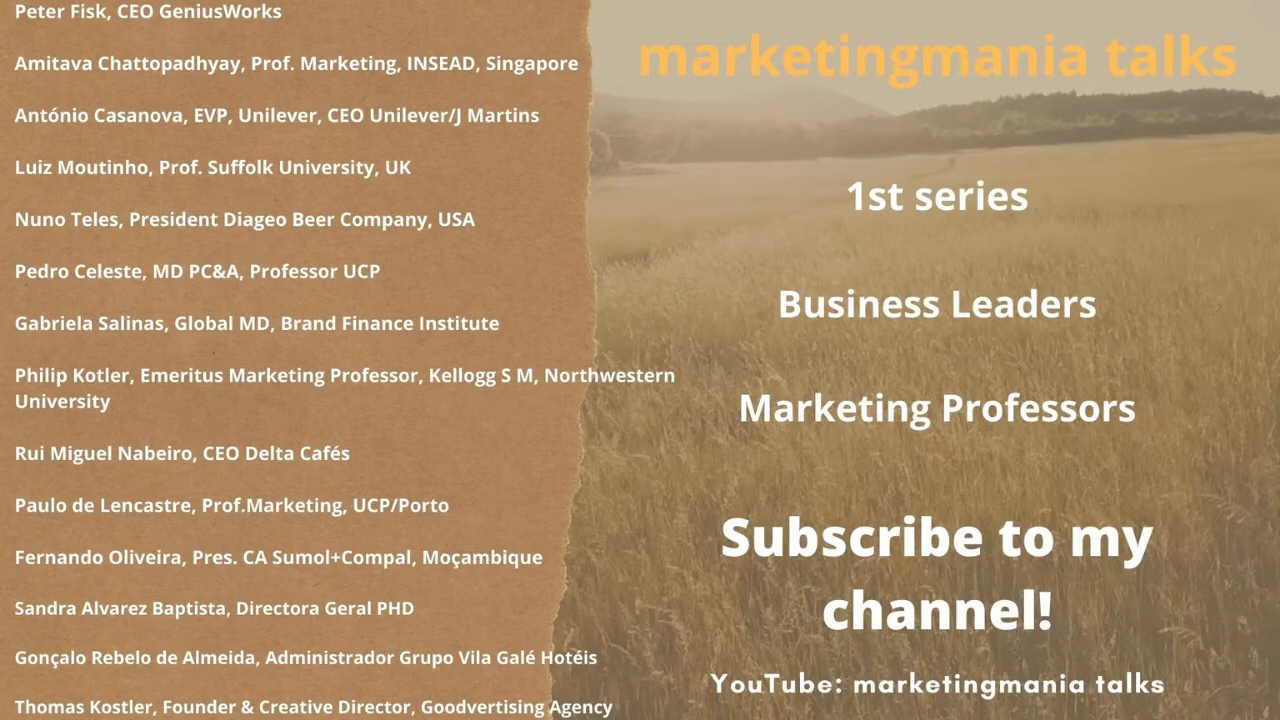 Peter Fisk, CEO GeniusWorks
Amitava Chattopadhyay, Prof. Marketing, INSEAD, Singapore
António Casanova, EVP, Unilever, CEO Unilever/J Martins
Luiz Moutinho, Prof. Suffolk University, UK
Nuno Teles, President Diageo Beer Company, USA
Pedro Celeste, MD PC&A, Professor UCP
Gabriela Salinas, Global MD, Brand Finance Institute
Philip Kotler, Emeritus Marketing Professor, Kellogg S M, Northwestern
University
Rui Miguel Nabeiro, CEO Delta Cafés
Paulo de Lencastre, Prof.Marketing, UCP/Porto
Fernando Oliveira, Pres. CA Sumol+Compal, Moçambique
Sandra Alvarez Baptista, Directora Geral PHD
Gonçalo Rebelo de Almeida, Administrador Grupo Vila Galé Hotéis
Thomas Kostler, Founder & Creative Director, Goodvertising Agency
marketingmania talks
1st series
Business Leaders
Marketing Professors
Subscribe to my
channel!
YouTube: marketingmania talks